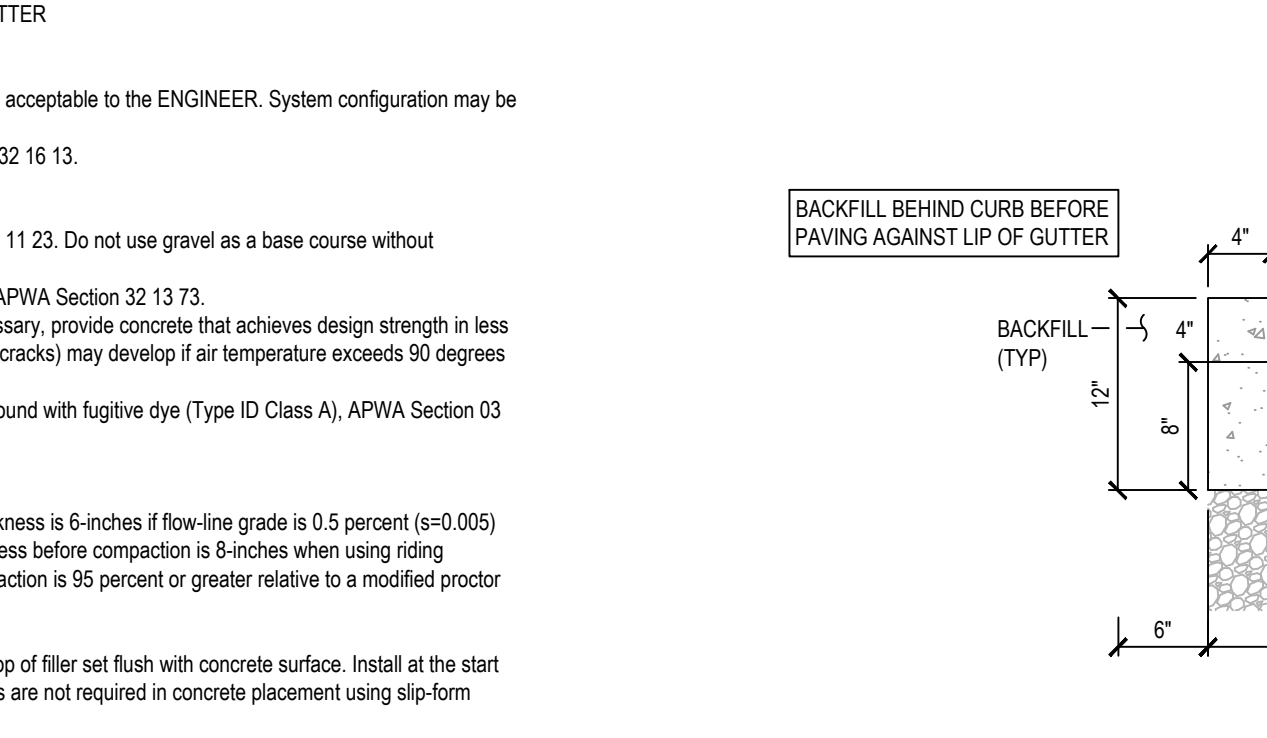 TTER
acceptable to the ENGINEER. System configuration may be
32 16 13.
11 23. Do not use gravel as a base course without
APWA Section 32 13 73.
ssary, provide concrete that achieves design strength in less
cracks) may develop if air temperature exceeds 90 degrees
ound with fugitive dye (Type ID Class A), APWA Section 03
kness is 6-inches if flow-line grade is 0.5 percent (s=0.005)
ess before compaction is 8-inches when using riding
action is 95 percent or greater relative to a modified proctor
op of filler set flush with concrete surface. Install at the start
s are not required in concrete placement using slip-form
BACKFILL BEHIND CURB BEFORE
PAVING AGAINST LIP OF GUTTER
4"
BACKFILL
(TYP)
4"
12"
8"
6"